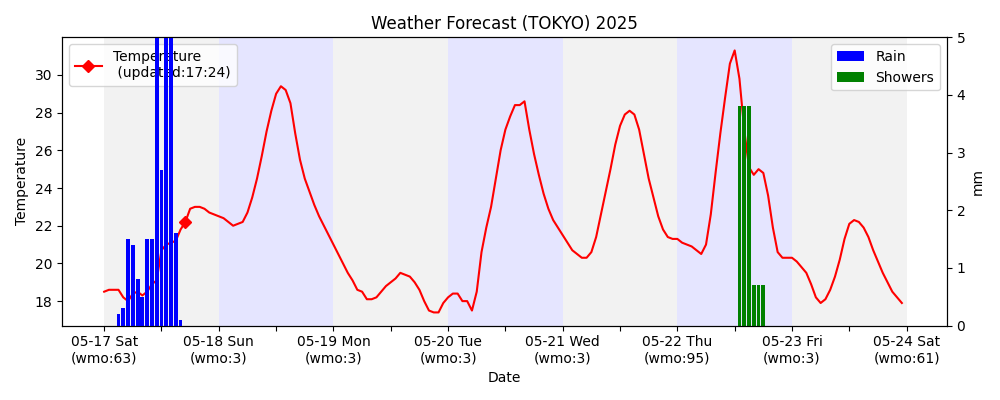 Weather Forecast (TOKYO) 2025
Temperature
(updated:17:24)
Rain
Showers
30
28
26
24
22
20
18
Temperature
5
4
3
2
1
0
mm
05-17 Sat
(wmo:63)
05-18 Sun
(wmo:3)
05-19 Mon
(wmo:3)
05-20 Tue
(wmo:3)
05-21 Wed
(wmo:3)
05-22 Thu
(wmo:95)
05-23 Fri
(wmo:3)
05-24 Sat
(wmo:61)
Date